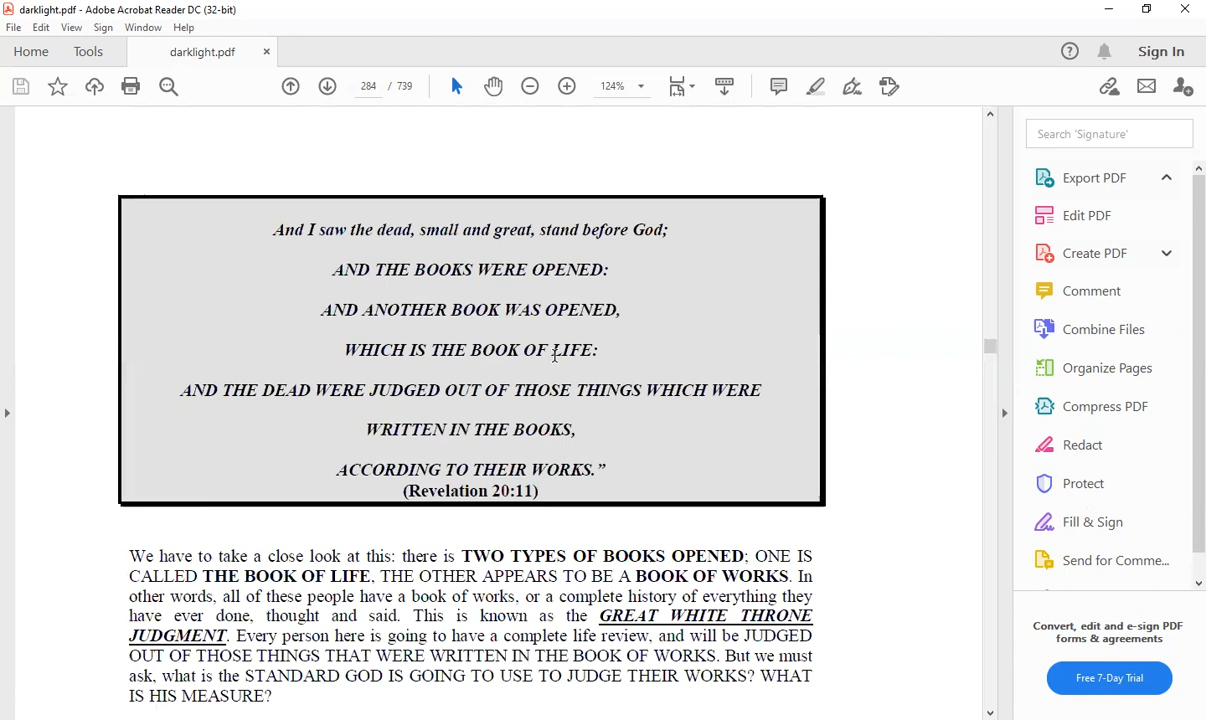 darklight.pdf - Adobe Acrobat Reader DC (32-bit)
File Edit View Sign Window Help
Home Tools darklight.pdf × Sign In
284 / 739 124%
Search 'Signature'
And I saw the dead, small and great, stand before God;
AND THE BOOKS WERE OPENED:
AND ANOTHER BOOK WAS OPENED,
WHICH IS THE BOOK OF LIFE:
AND THE DEAD WERE JUDGED OUT OF THOSE THINGS WHICH WERE
WRITTEN IN THE BOOKS,
ACCORDING TO THEIR WORKS.”
(Revelation 20:11)
We have to take a close look at this: there is TWO TYPES OF BOOKS OPENED; ONE IS
CALLED THE BOOK OF LIFE, THE OTHER APPEARS TO BE A BOOK OF WORKS. In
other words, all of these people have a book of works, or a complete history of everything they
have ever done, thought and said. This is known as the GREAT WHITE THRONE
JUDGMENT. Every person here is going to have a complete life review, and will be JUDGED
OUT OF THOSE THINGS THAT WERE WRITTEN IN THE BOOK OF WORKS. But we must
ask, what is the STANDARD GOD IS GOING TO USE TO JUDGE THEIR WORKS? WHAT
IS HIS MEASURE?
Export PDF
Edit PDF
Create PDF
Comment
Combine Files
Organize Pages
Compress PDF
Redact
Protect
Fill & Sign
Send for Comme...
Convert, edit and e-sign PDF
forms & agreements
Free 7-Day Trial